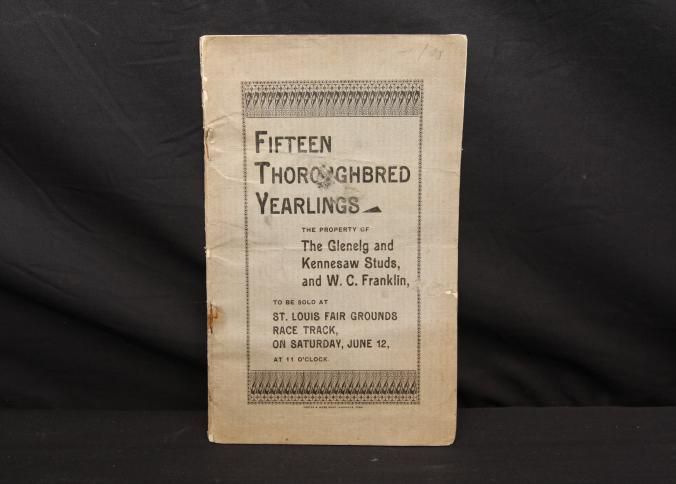 FIFTEEN
THOROUGHBRED
YEARLINGS
THE PROPERTY OF
The Glenelg and
Kennesaw Studs,
and W. C. Franklin,
TO BE SOLD AT
ST. LOUIS FAIR GROUNDS
RACE TRACK,
ON SATURDAY, JUNE 12,
AT 11 O'CLOCK.